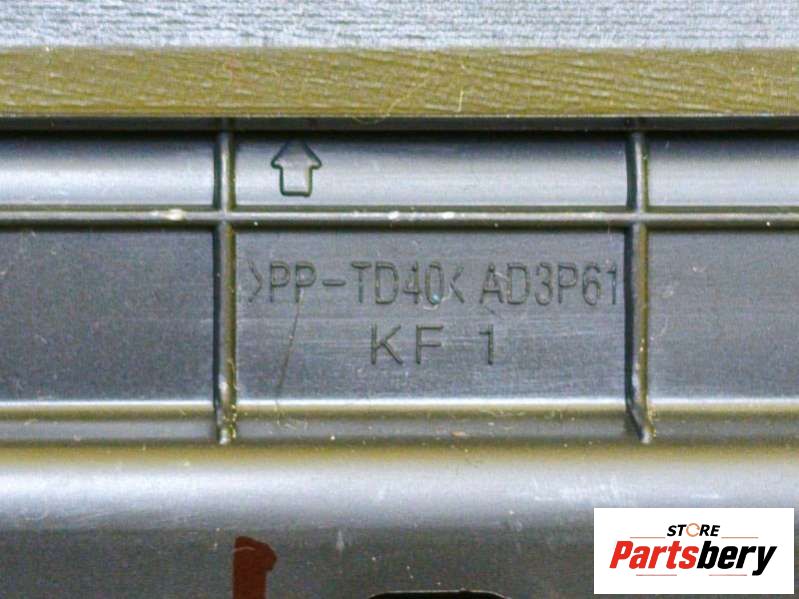 >PP-TD40< AD3P61
KF 1
STORE
Partsbery